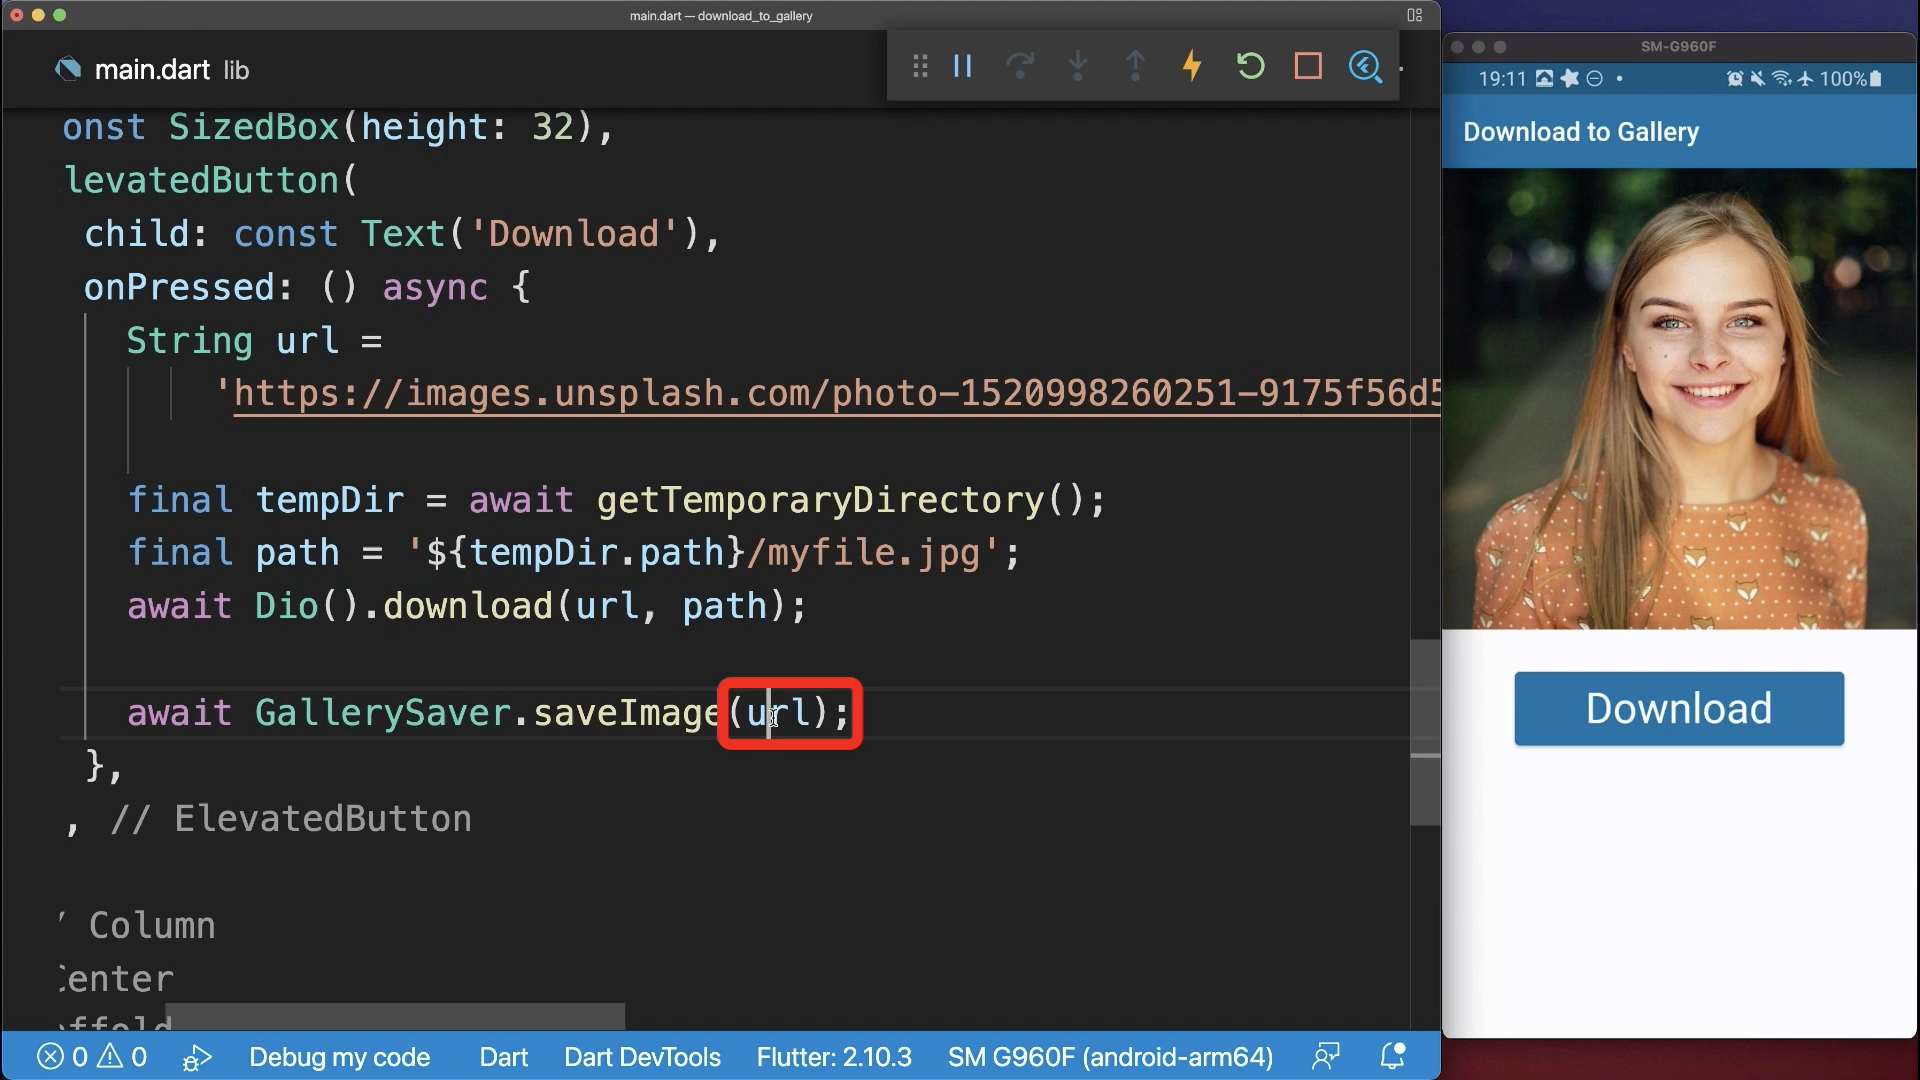 main.dart — download_to_gallery
main.dart lib
onst SizedBox(height: 32),
levatedButton(
child: const Text('Download'),
onPressed: () async {
String url =
'https://images.unsplash.com/photo-1520998260251-9175f56d5
final tempDir = await getTemporaryDirectory();
final path = '${tempDir.path}/myfile.jpg';
await Dio().download(url, path);
await GallerySaver.saveImage(url);
},
, // ElevatedButton
/ Column
Center
affold
0 0 Debug my code Dart Dart DevTools Flutter: 2.10.3 SM G960F (android-arm64)
SM-G960F
19:11 100%
Download to Gallery
Download